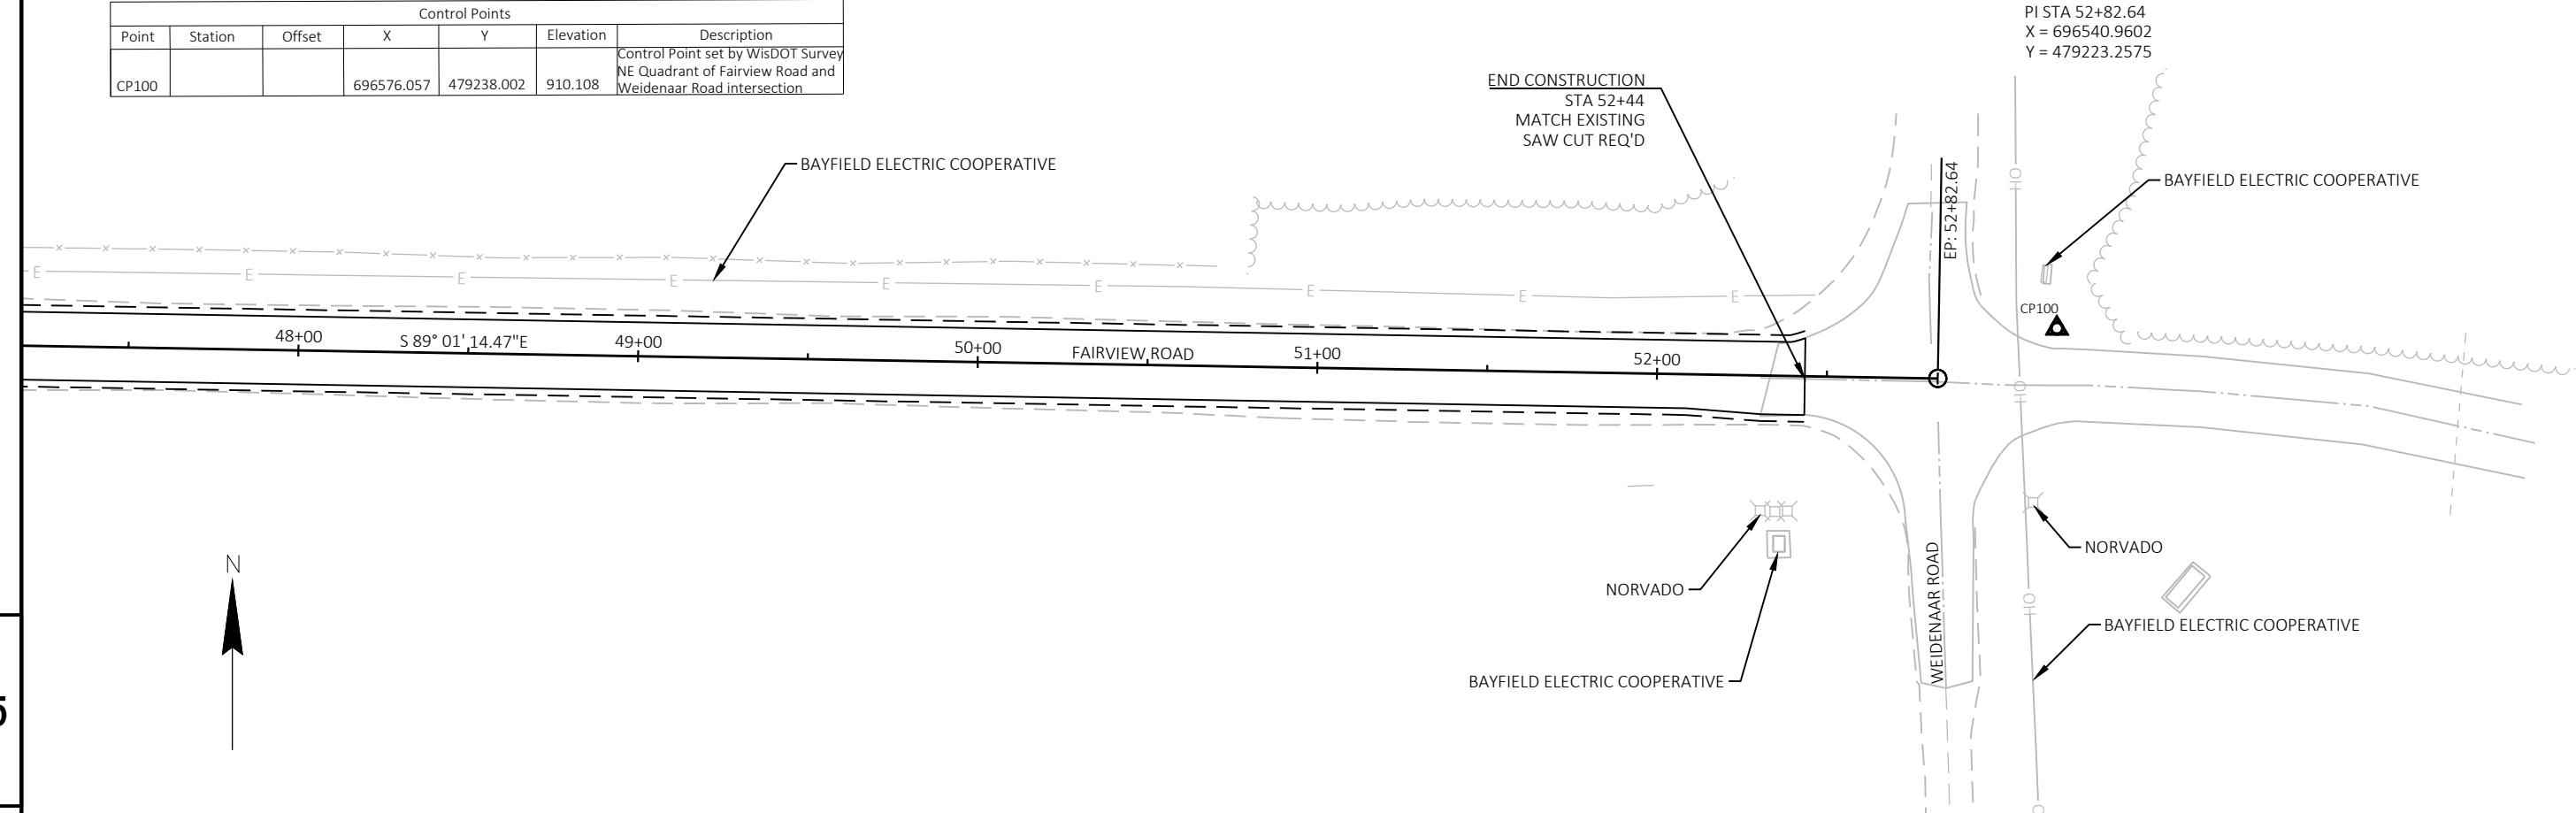 Control Points
Point Station Offset X Y Elevation Description
CP100 696576.057 479238.002 910.108 Control Point set by WisDOT Survey
NE Quadrant of Fairview Road and
Weidenaar Road intersection
PI STA 52+82.64
X = 696540.9602
Y = 479223.2575
END CONSTRUCTION
STA 52+44
MATCH EXISTING
SAW CUT REQ'D
BAYFIELD ELECTRIC COOPERATIVE
BAYFIELD ELECTRIC COOPERATIVE
EP: 52+82.64
OH
E E E E E E E E E
CP100
48+00
S 89° 01' 14.47"E
49+00
50+00
FAIRVIEW ROAD
51+00
52+00
OH
N
NORVADO
NORVADO
WEIDENAAR ROAD
OH
BAYFIELD ELECTRIC COOPERATIVE
BAYFIELD ELECTRIC COOPERATIVE